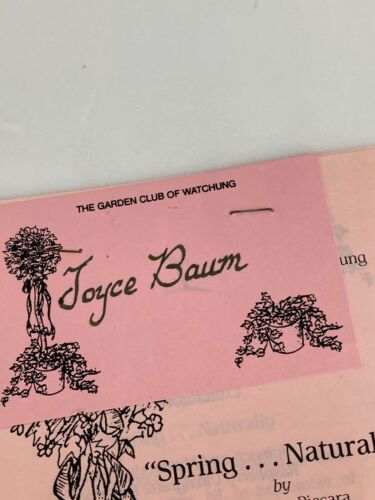 THE GARDEN CLUB OF WATCHUNG
ung
Joyce Baum
Naturally"
"Spring . . . Natural
by